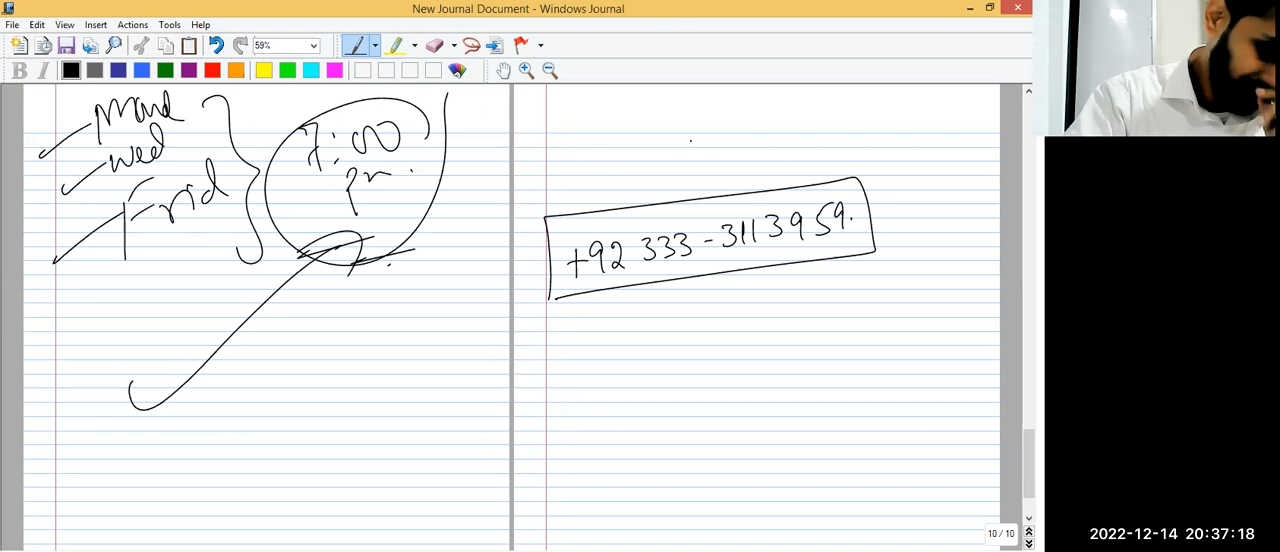 New Journal Document - Windows Journal
File Edit View Insert Actions Tools Help
59%
B I
Mond
Wed
Frid
7:00
Pm.
+92 333-3113959.
10 / 10
2022-12-14 20:37:18